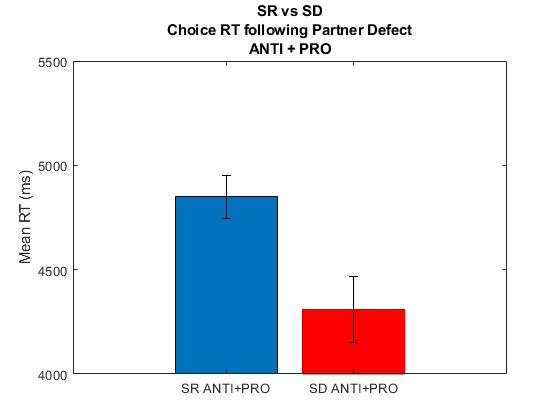 SR vs SD
Choice RT following Partner Defect
ANTI + PRO
5500
5000
4500
4000
Mean RT (ms)
SR ANTI+PRO
SD ANTI+PRO